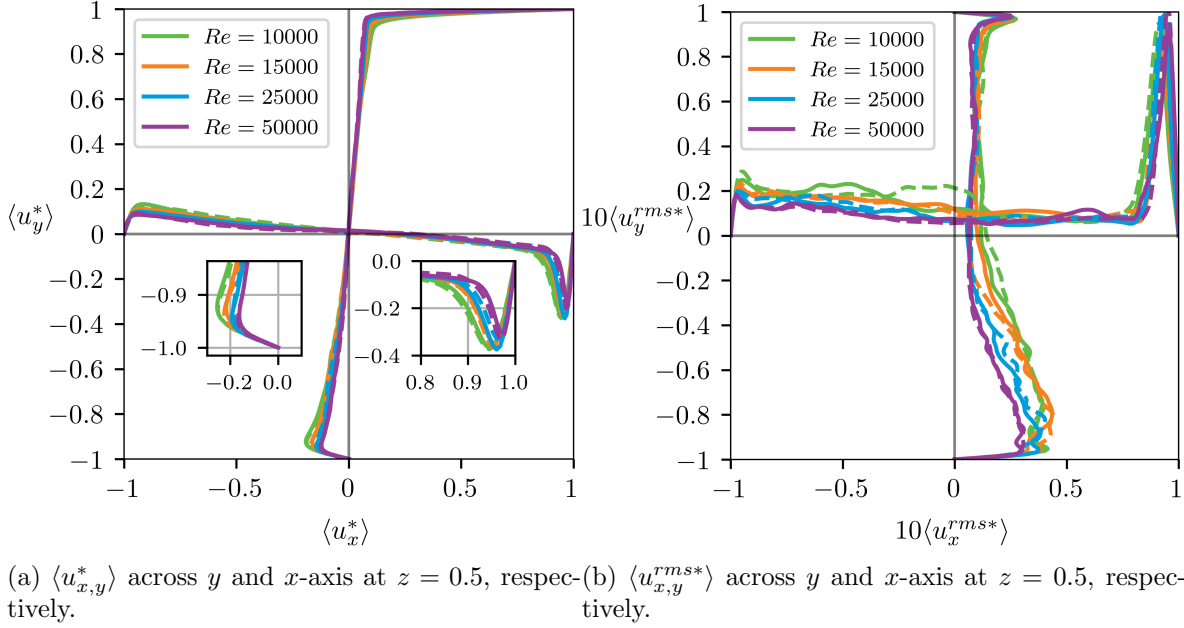 1
0.8
0.6
0.4
0.2
0
−0.2
−0.4
−0.6
−0.8
−1
⟨u*y⟩
Re = 10000
Re = 15000
Re = 25000
Re = 50000
−0.9
−1.0
−0.2 0.0
0.0
−0.2
−0.4
0.8 0.9 1.0
−1 −0.5 0 0.5 1
⟨u*x⟩
1
0.8
0.6
0.4
0.2
0
−0.2
−0.4
−0.6
−0.8
−1
10⟨u^{rms*}_y⟩
Re = 10000
Re = 15000
Re = 25000
Re = 50000
−1 −0.5 0 0.5 1
10⟨u^{rms*}_x⟩
(a) ⟨u*x,y⟩ across y and x-axis at z = 0.5, respec-
tively.
(b) ⟨u^{rms*}_{x,y}⟩ across y and x-axis at z = 0.5, respec-
tively.